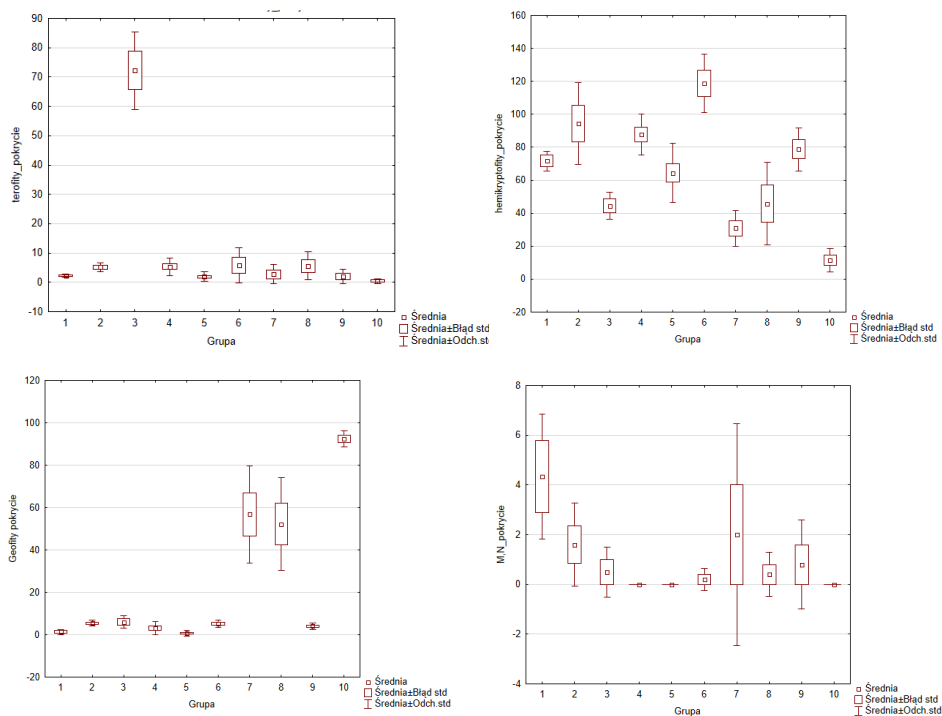 y_pokry
90
80
70
60
50
40
30
20
10
0
-10
terofity_pokrycie
1 2 3 4 5 6 7 8 9 10
Grupa
Średnia
Średnia±Błąd std
Średnia±Odch.std
160
140
120
100
80
60
40
20
0
-20
hemikryptofity_pokrycie
1 2 3 4 5 6 7 8 9 10
Grupa
Średnia
Średnia±Błąd std
Średnia±Odch.std
120
100
80
60
40
20
0
-20
Geofity pokrycie
1 2 3 4 5 6 7 8 9 10
Grupa
Średnia
Średnia±Błąd std
Średnia±Odch.std
8
6
4
2
0
-2
-4
M,N_pokrycie
1 2 3 4 5 6 7 8 9 10
Grupa
Średnia
Średnia±Błąd std
Średnia±Odch.std